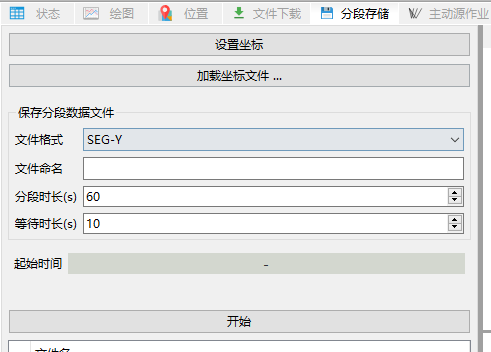 状态 绘图 位置 文件下载 分段存储 主动源作业
设置坐标
加载坐标文件 ...
保存分段数据文件
文件格式 SEG-Y
文件命名
分段时长(s) 60
等待时长(s) 10
起始时间 -
开始
文件名